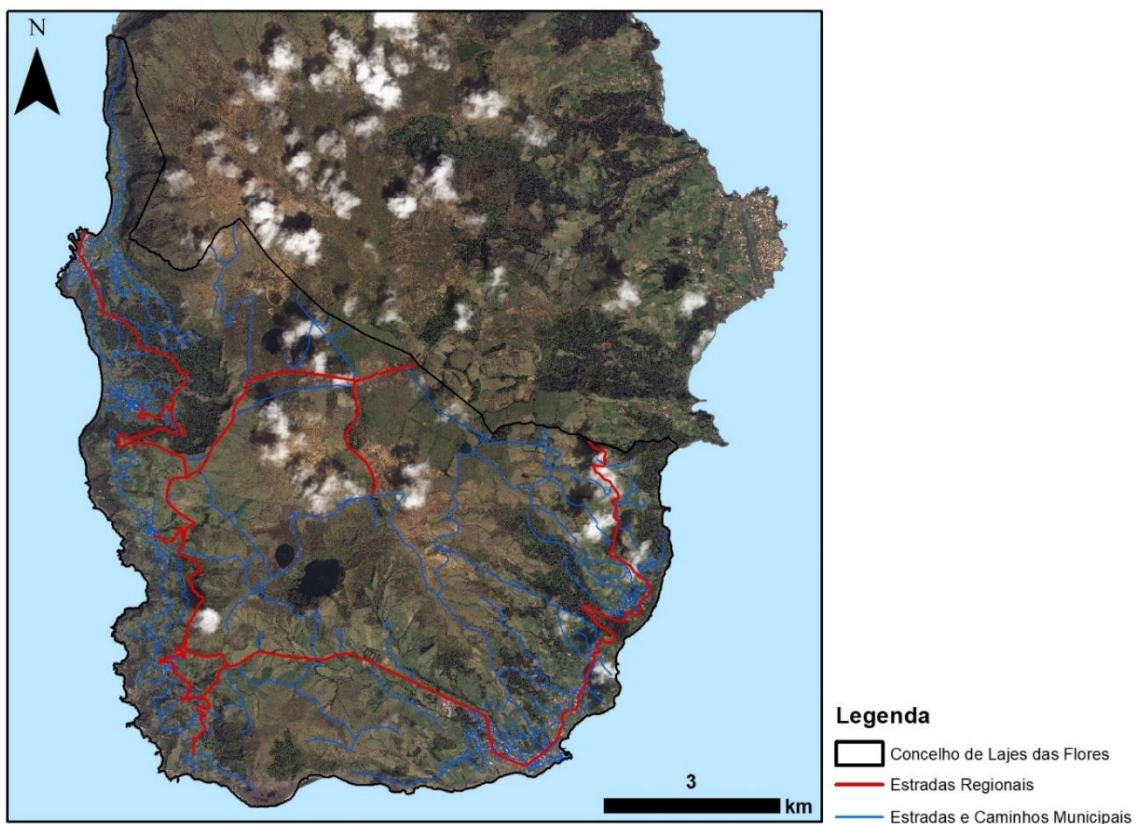 N
Legenda
Concelho de Lajes das Flores
Estradas Regionais
Estradas e Caminhos Municipais
3
km